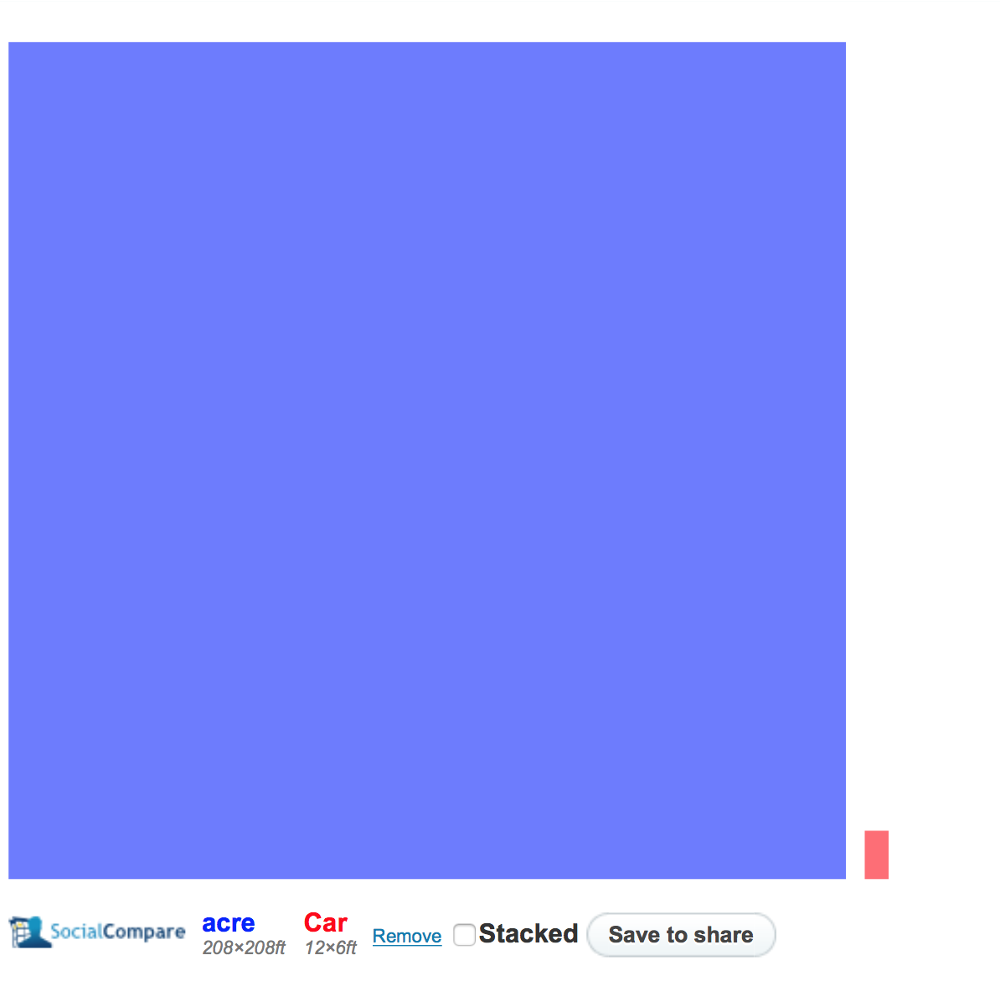 SocialCompare
acre Car Remove Stacked Save to share
208×208ft 12×6ft